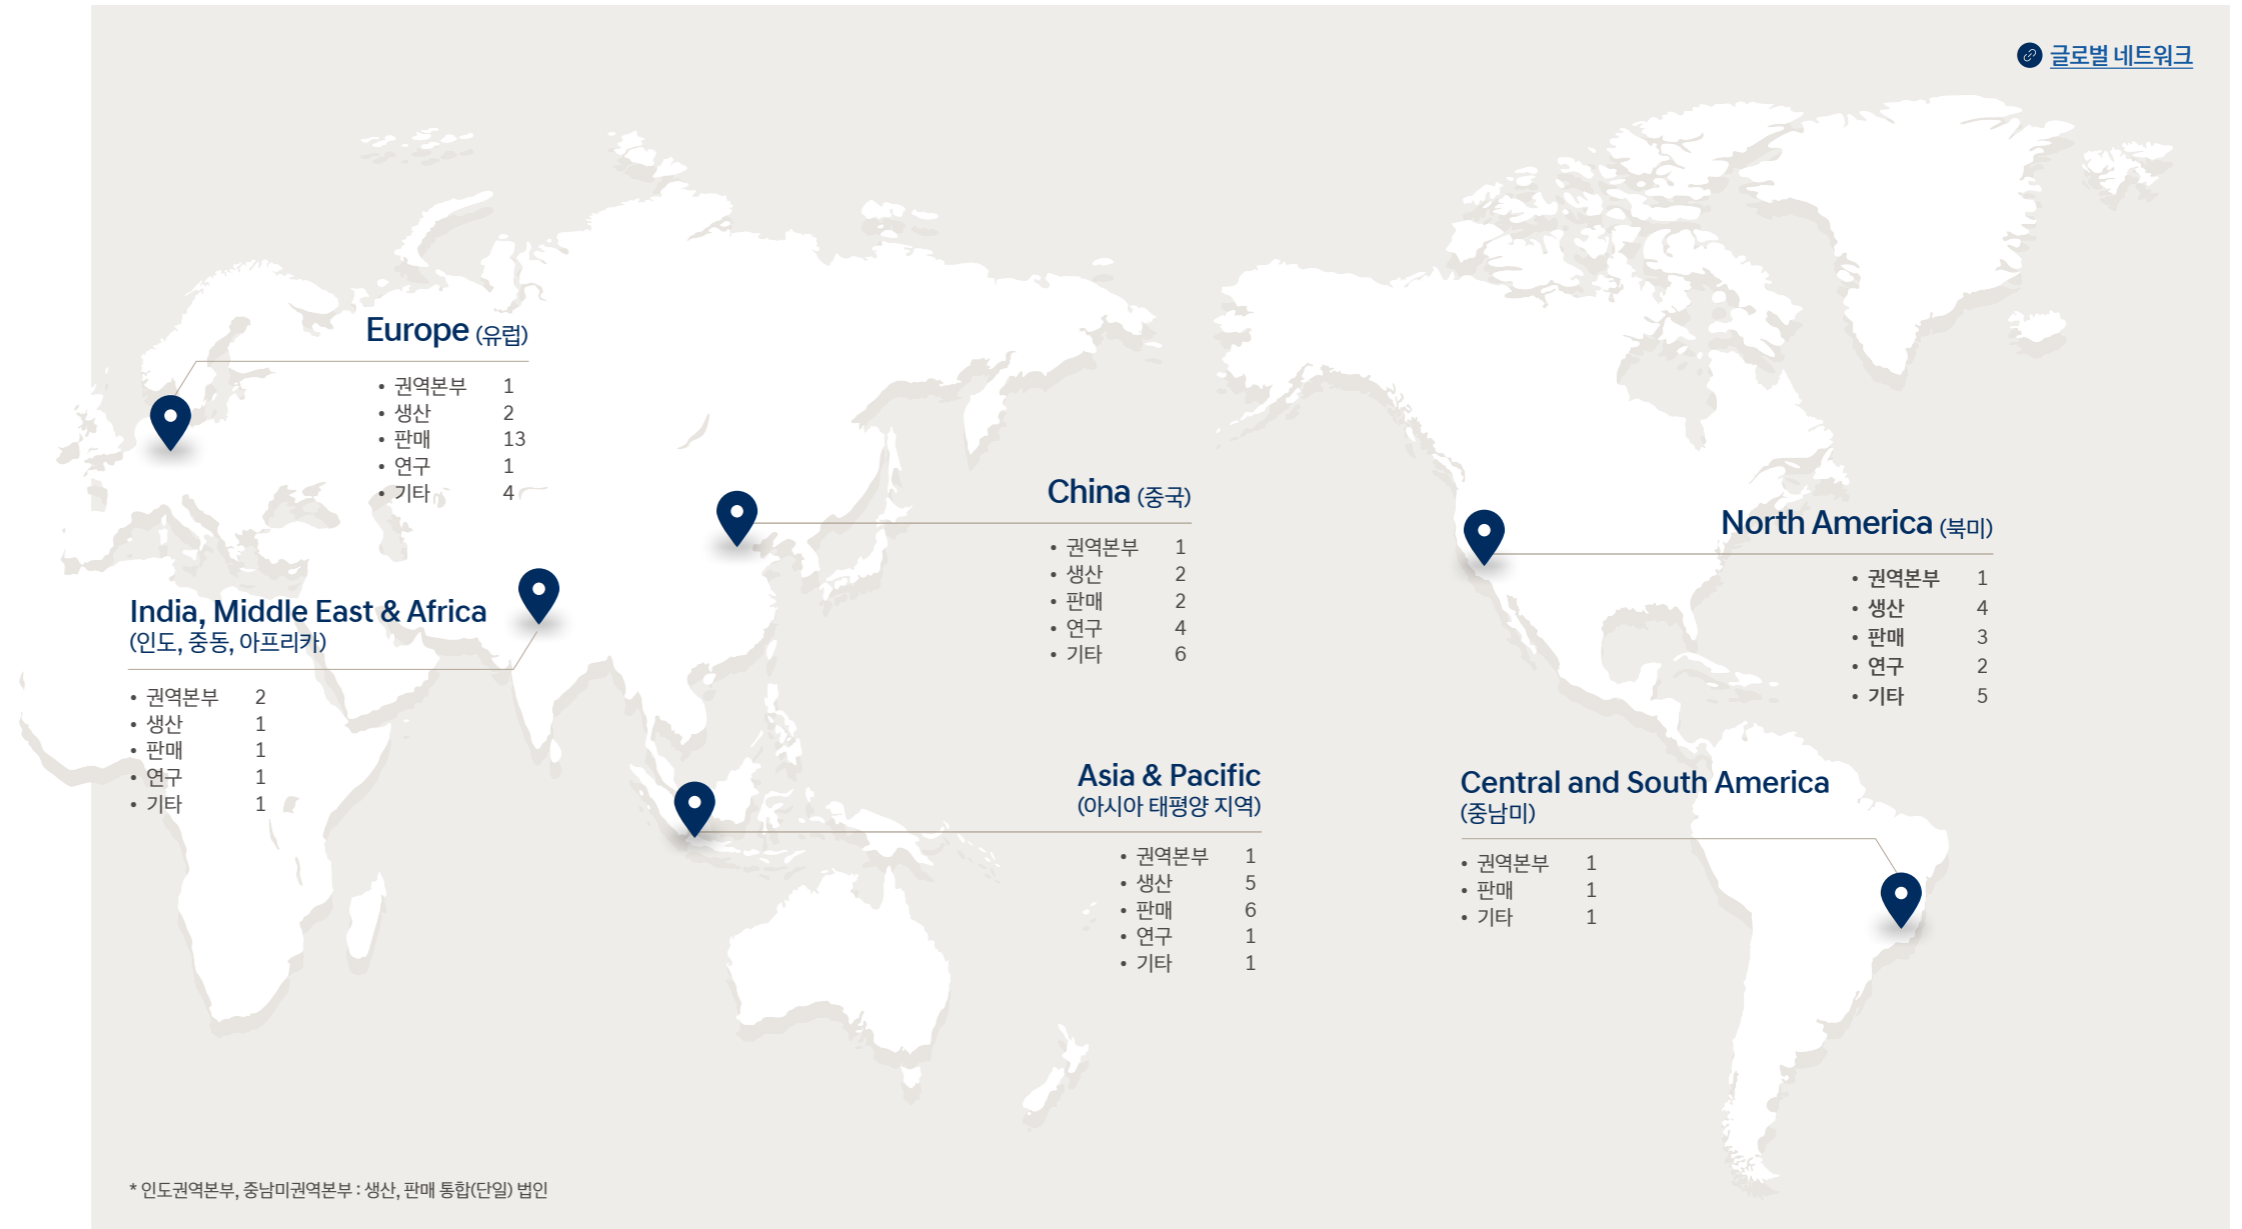 글로벌 네트워크
Europe (유럽)
• 권역본부 1
• 생산 2
• 판매 13
• 연구 1
• 기타 4
China (중국)
• 권역본부 1
• 생산 2
• 판매 2
• 연구 4
• 기타 6
North America (북미)
• 권역본부 1
• 생산 4
• 판매 3
• 연구 2
• 기타 5
India, Middle East & Africa
(인도, 중동, 아프리카)
• 권역본부 2
• 생산 1
• 판매 1
• 연구 1
• 기타 1
Asia & Pacific
(아시아 태평양 지역)
• 권역본부 1
• 생산 5
• 판매 6
• 연구 1
• 기타 1
Central and South America
(중남미)
• 권역본부 1
• 판매 1
• 기타 1
* 인도권역본부, 중남미권역본부 : 생산, 판매 통합(단일) 법인